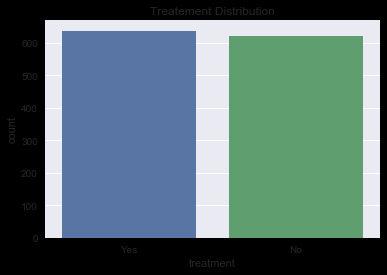 Treatement Distribution
600
500
400
300
200
100
0
count
Yes
No
treatment